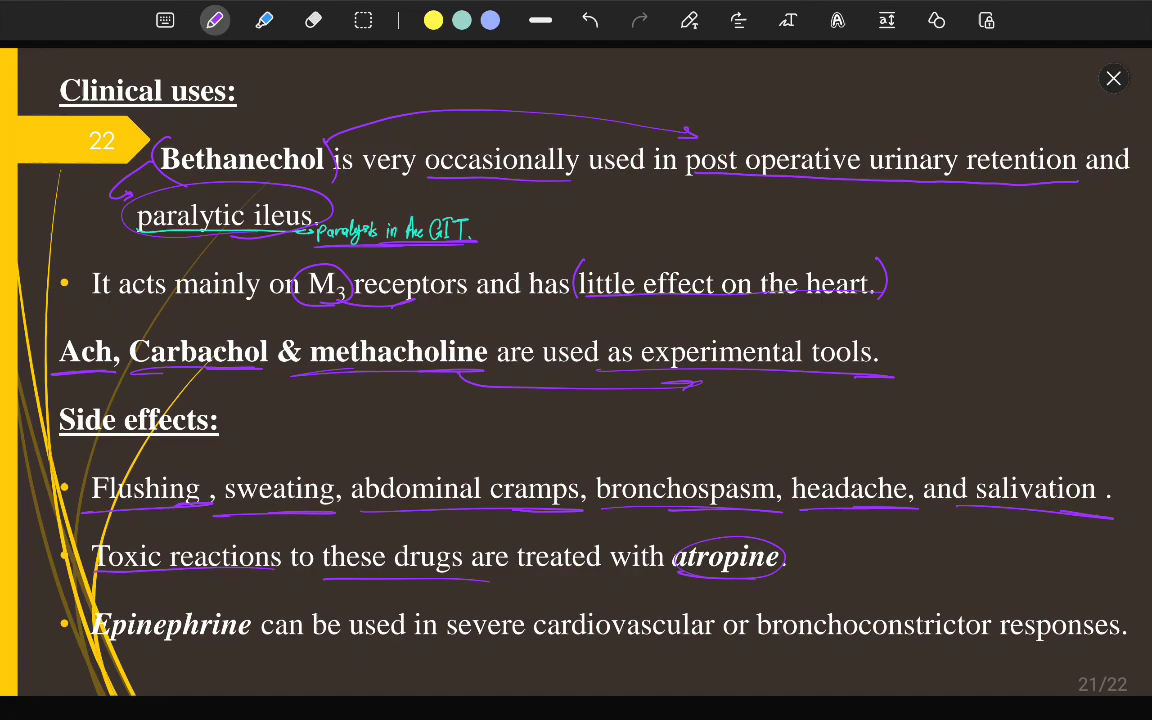 Clinical uses:
22
Bethanechol is very occasionally used in post operative urinary retention and
paralytic ileus.
paralysis in the GIT.
• It acts mainly on M₃ receptors and has little effect on the heart.
Ach, Carbachol & methacholine are used as experimental tools.
Side effects:
• Flushing , sweating, abdominal cramps, bronchospasm, headache, and salivation .
• Toxic reactions to these drugs are treated with atropine.
• Epinephrine can be used in severe cardiovascular or bronchoconstrictor responses.
21/22